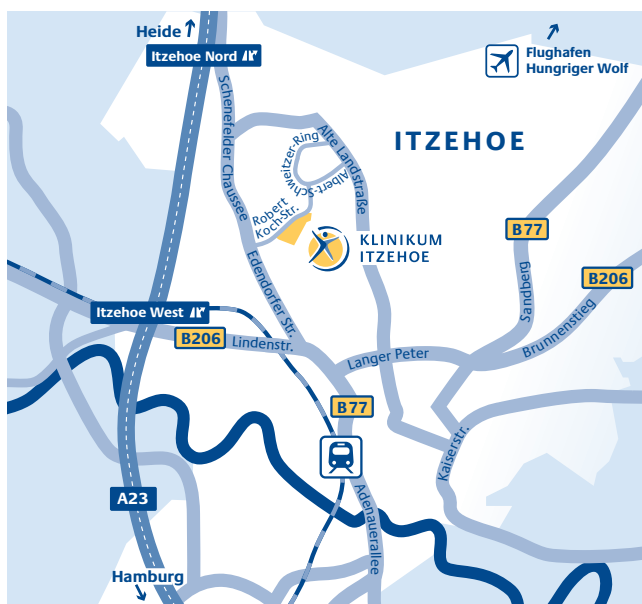 Heide
Itzehoe Nord
Flughafen
Hungriger Wolf
Schenefelder Chaussee
Albert-Schweitzer-Ring
Alte Landstraße
ITZEHOE
Robert
Koch-Str.
KLINIKUM
ITZEHOE
B77
B206
Edendorfer Str.
Sandberg
Itzehoe West
B206
Lindenstr.
Langer Peter
Brunnenstieg
B77
Kaiserstr.
A23
Adenauerallee
Hamburg